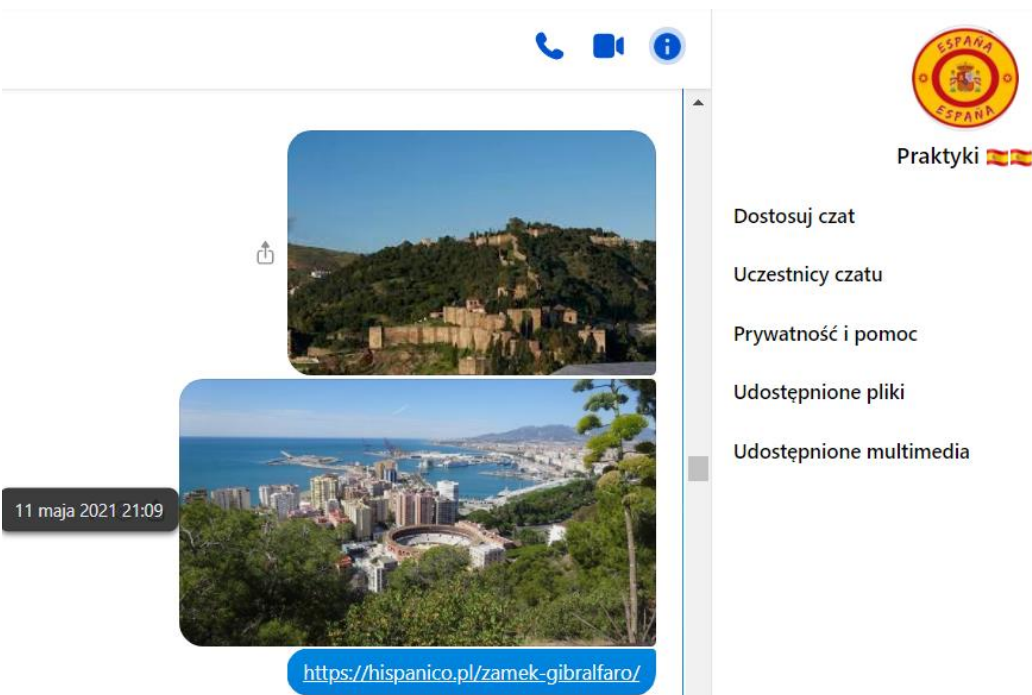 ESPAÑA
ESPAÑA
Praktyki
Dostosuj czat
Uczestnicy czatu
Prywatność i pomoc
Udostępnione pliki
Udostępnione multimedia
11 maja 2021 21:09
https://hispanico.pl/zamek-gibralfaro/